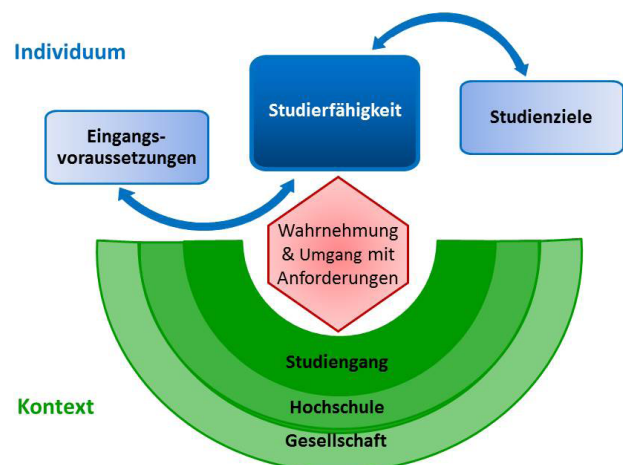 Individuum
Studierfähigkeit
Studienziele
Eingangs-
voraussetzungen
Wahrnehmung
& Umgang mit
Anforderungen
Studiengang
Hochschule
Gesellschaft
Kontext